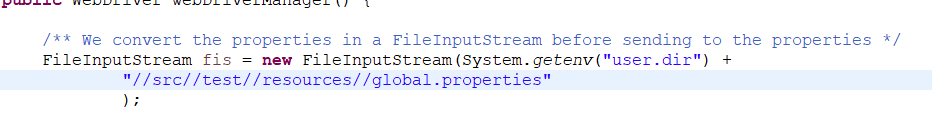 public WebDriver webDriverManager() {
/** We convert the properties in a FileInputStream before sending to the properties */
FileInputStream fis = new FileInputStream(System.getenv("user.dir") +
"//src//test//resources//global.properties"
);